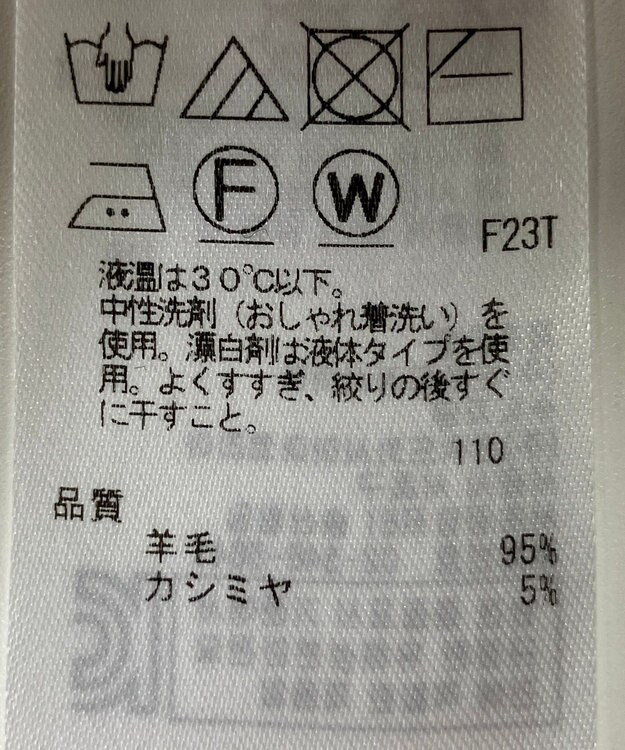 F
W
F23T
液温は30℃以下。
中性洗剤(おしゃれ着洗い)を
使用。漂白剤は液体タイプを使
用。よくすすぎ、絞りの後すぐ
に干すこと。
110
品質
羊毛 95%
カシミヤ 5%